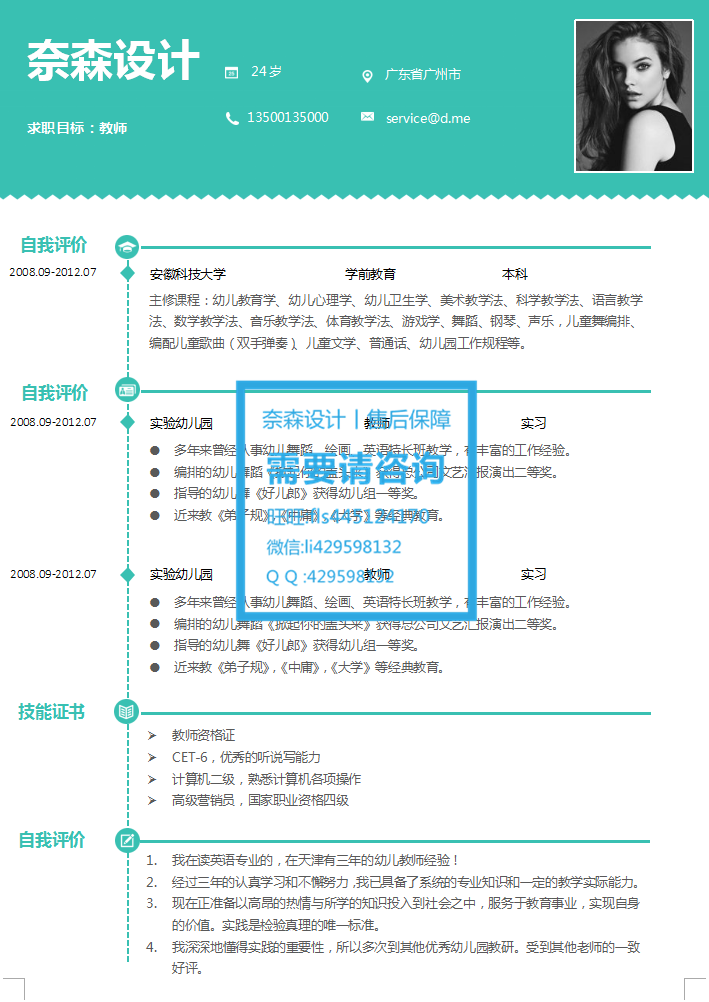 奈森设计
24岁
广东省广州市
求职目标：教师
13500135000
service@d.me
自我评价
2008.09-2012.07
安徽科技大学 学前教育 本科
主修课程：幼儿教育学、幼儿心理学、幼儿卫生学、美术教学法、科学教学法、语言教学
法、数学教学法、音乐教学法、体育教学法、游戏学、舞蹈、钢琴、声乐，儿童舞编排、
编配儿童歌曲（双手弹奏）、儿童文学、普通话、幼儿园工作规程等。
自我评价
2008.09-2012.07
实验幼儿园 教师 实习
● 多年来曾经从事幼儿舞蹈、绘画、英语特长班教学，有丰富的工作经验。
● 编排的幼儿舞蹈《掀起你的盖头来》获得总公司文艺汇报演出二等奖。
● 指导的幼儿舞《好儿郎》获得幼儿组一等奖。
● 近来教《弟子规》，《中庸》，《大学》等经典教育。
奈森设计丨售后保障
需要请咨询
微信:li429598132
Q Q :429598132
2008.09-2012.07
实验幼儿园 教师 实习
● 多年来曾经从事幼儿舞蹈、绘画、英语特长班教学，有丰富的工作经验。
● 编排的幼儿舞蹈《掀起你的盖头来》获得总公司文艺汇报演出二等奖。
● 指导的幼儿舞《好儿郎》获得幼儿组一等奖。
● 近来教《弟子规》，《中庸》，《大学》等经典教育。
技能证书
➢ 教师资格证
➢ CET-6，优秀的听说写能力
➢ 计算机二级，熟悉计算机各项操作
➢ 高级营销员，国家职业资格四级
自我评价
1. 我在读英语专业的，在天津有三年的幼儿教师经验！
2. 经过三年的认真学习和不懈努力，我已具备了系统的专业知识和一定的教学实际能力。
3. 现在正准备以高昂的热情与所学的知识投入到社会之中，服务于教育事业，实现自身
的价值。实践是检验真理的唯一标准。
4. 我深深地懂得实践的重要性，所以多次到其他优秀幼儿园教研。受到其他老师的一致
好评。